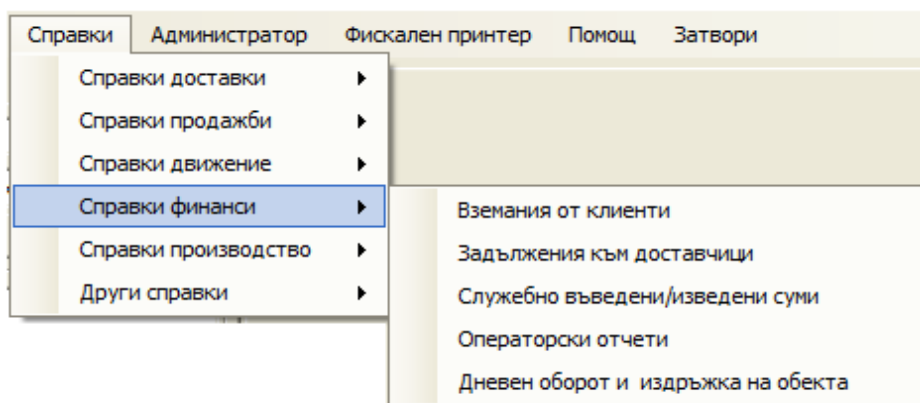 Справки Администратор Фискален принтер Помощ Затвори
Справки доставки
Справки продажби
Справки движение
Справки финанси
Справки производство
Други справки
Вземания от клиенти
Задължения към доставчици
Служебно въведени/изведени суми
Операторски отчети
Дневен оборот и издръжка на обекта